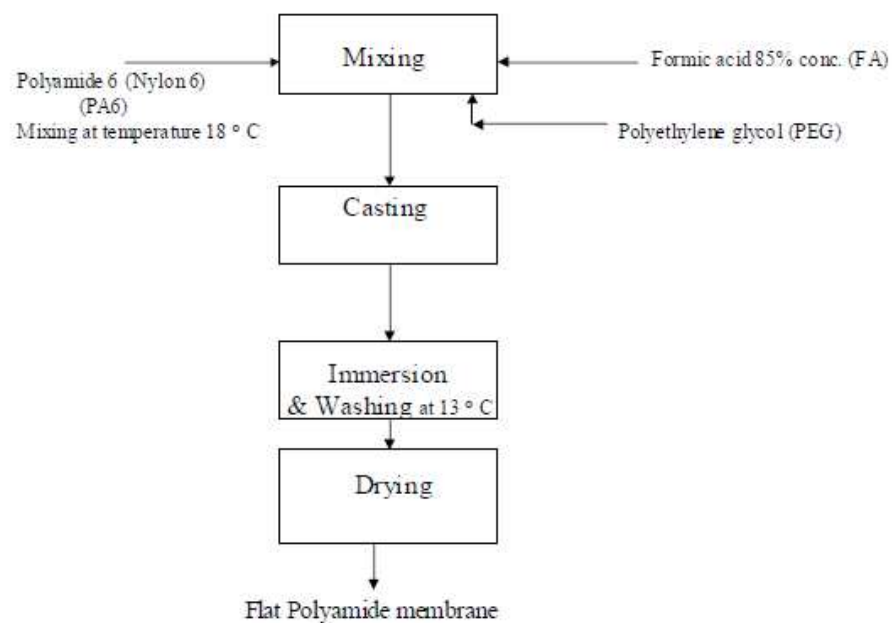 Mixing
Polyamide 6 (Nylon 6)
(PA6)
Mixing at temperature 18 ° C
Formic acid 85% conc. (FA)
Polyethylene glycol (PEG)
Casting
Immersion
& Washing at 13 ° C
Drying
Flat Polyamide membrane